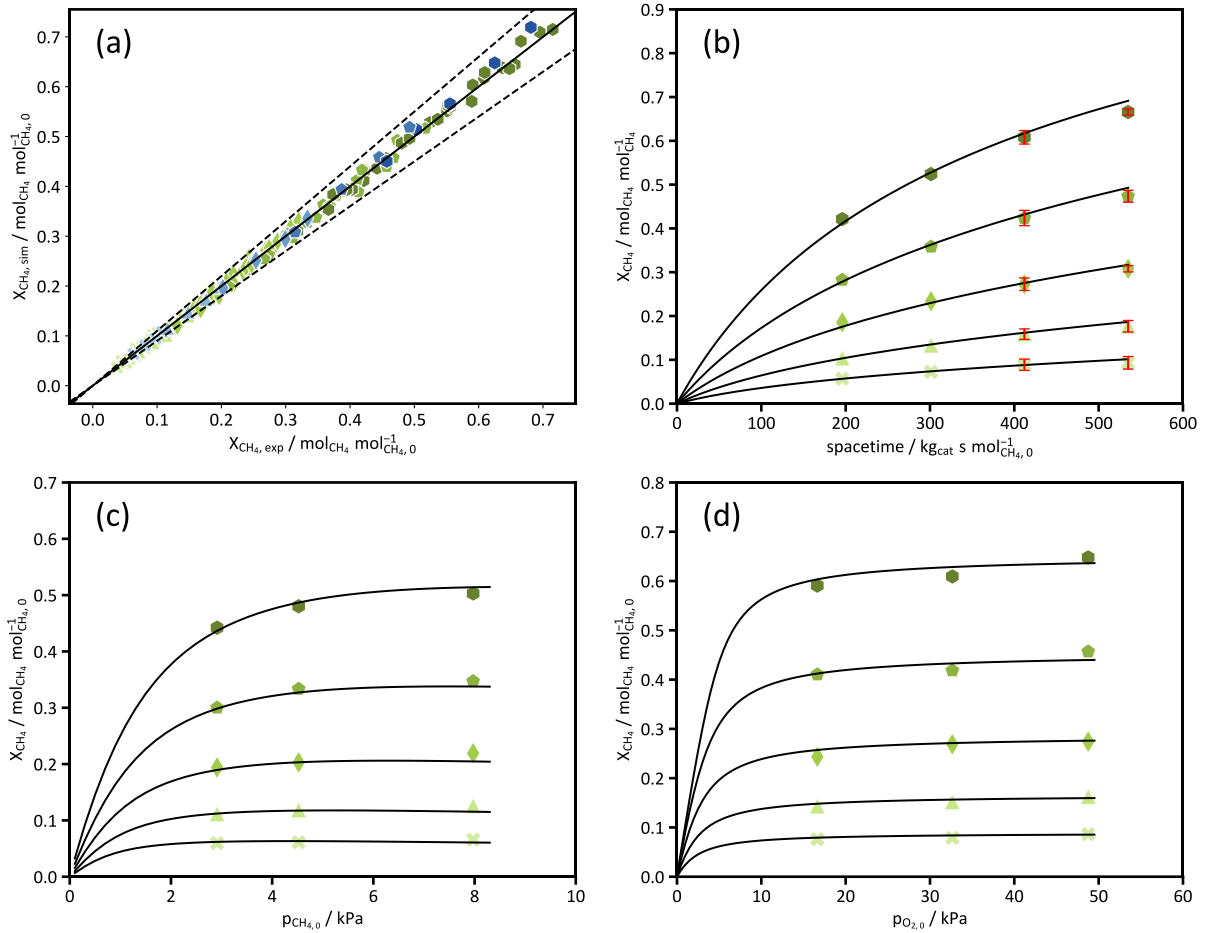 (a)
0.7
0.6
0.5
0.4
0.3
0.2
0.1
0.0
X_CH₄, sim / mol_CH₄ mol⁻¹_CH₄, 0
0.0 0.1 0.2 0.3 0.4 0.5 0.6 0.7
X_CH₄, exp / mol_CH₄ mol⁻¹_CH₄, 0
(b)
0.9
0.8
0.7
0.6
0.5
0.4
0.3
0.2
0.1
0.0
X_CH₄ / mol_CH₄ mol⁻¹_CH₄
0 100 200 300 400 500 600
spacetime / kg_cat s mol⁻¹_CH₄, 0
(c)
0.7
0.6
0.5
0.4
0.3
0.2
0.1
0.0
X_CH₄ / mol_CH₄ mol⁻¹_CH₄, 0
0 2 4 6 8 10
p_CH₄, 0 / kPa
(d)
0.8
0.7
0.6
0.5
0.4
0.3
0.2
0.1
0.0
X_CH₄ / mol_CH₄ mol⁻¹_CH₄, 0
0 10 20 30 40 50 60
p_O₂, 0 / kPa